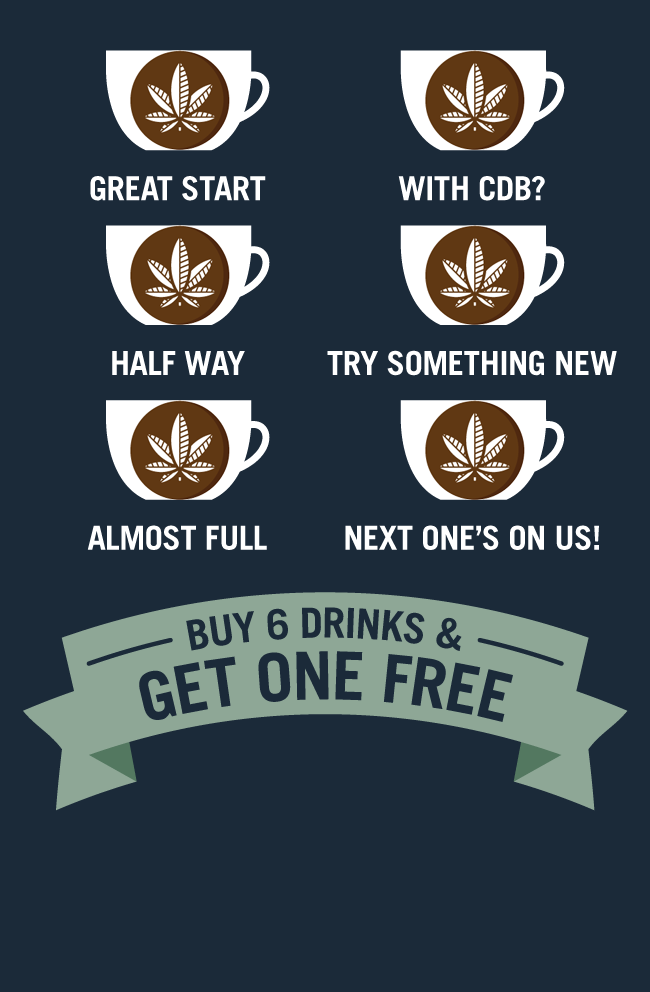 GREAT START
WITH CDB?
HALF WAY
TRY SOMETHING NEW
ALMOST FULL
NEXT ONE'S ON US!
BUY 6 DRINKS &
GET ONE FREE